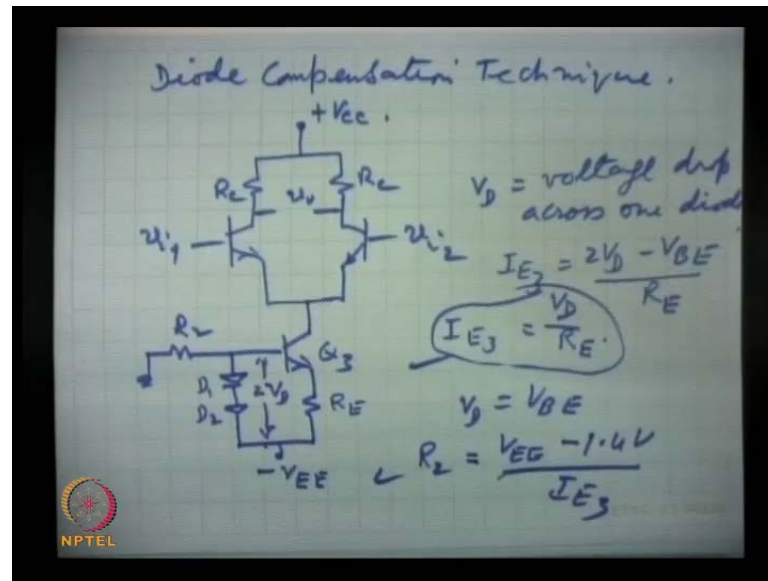 Diode Compensation Technique.
+VCC.
RC
RC
vo
vi1
vi2
R2
Q3
D1
D2
2VD
RE
-VEE
VD = voltage drop
across one diode
IE3 = 2VD - VBE / RE
IE3 = VD / RE.
VD = VBE
R2 = VEE - 1.4V / IE3
NPTEL